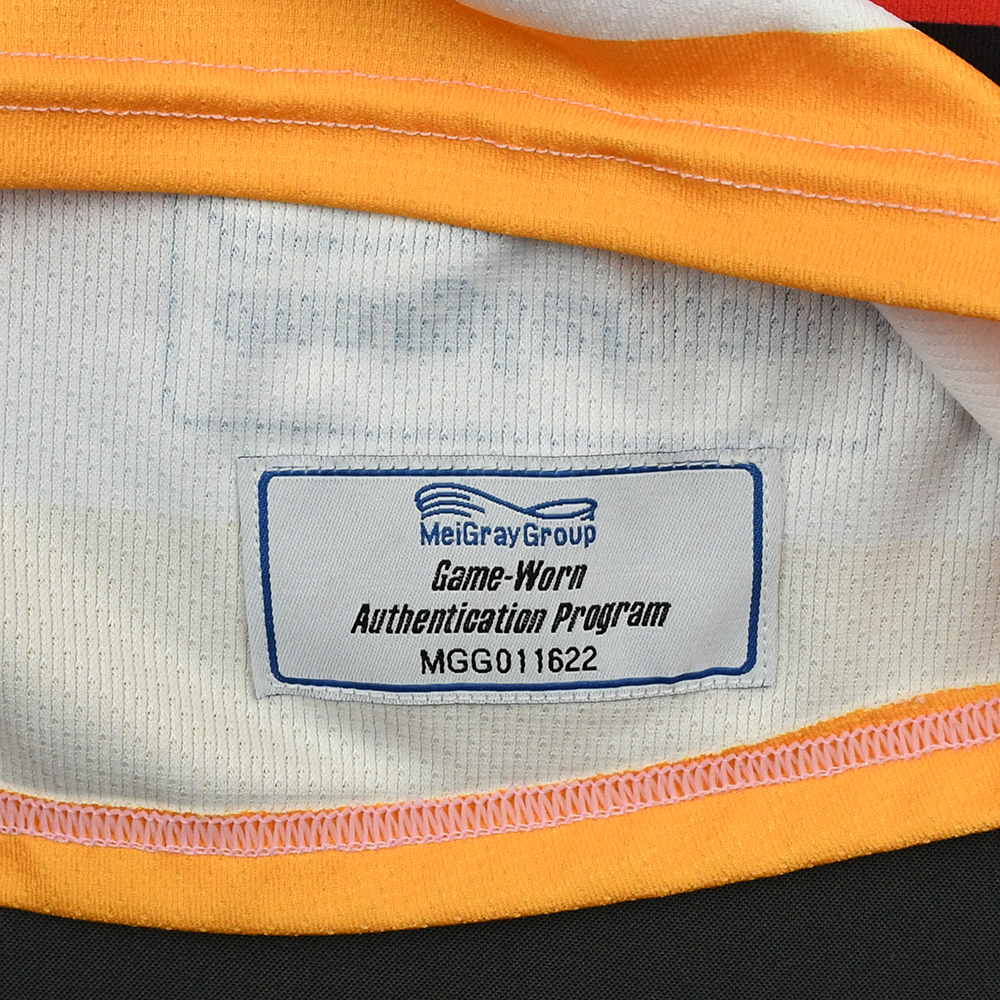 MeiGrayGroup
Game-Worn
Authentication Program
MGG011622